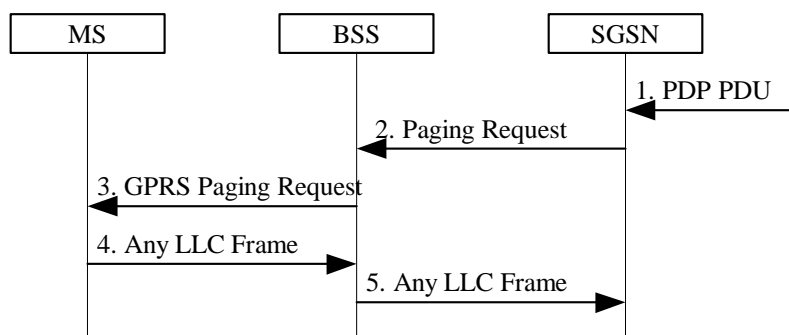 MS
BSS
SGSN
1. PDP PDU
2. Paging Request
3. GPRS Paging Request
4. Any LLC Frame
5. Any LLC Frame